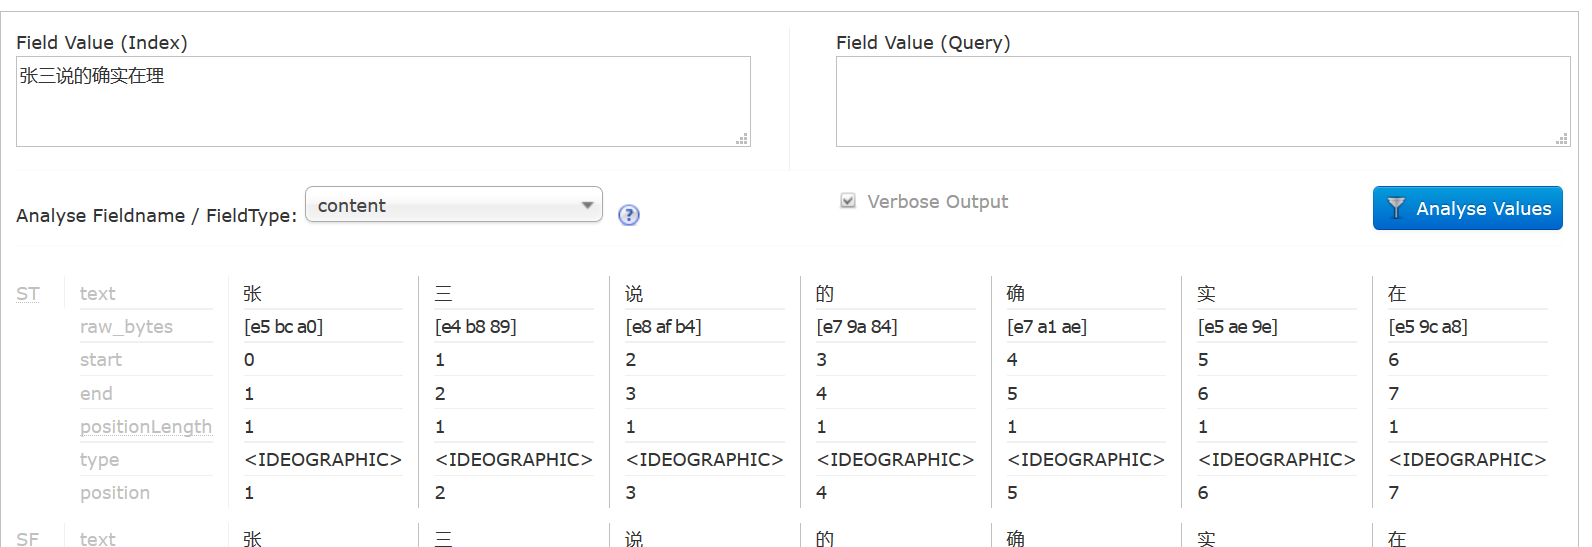 Field Value (Index) Field Value (Query)
张三说的确实在理
Analyse Fieldname / FieldType: content ? Verbose Output Analyse Values
ST text 张 三 说 的 确 实 在
raw_bytes [e5 bc a0] [e4 b8 89] [e8 af b4] [e7 9a 84] [e7 a1 ae] [e5 ae 9e] [e5 9c a8]
start 0 1 2 3 4 5 6
end 1 2 3 4 5 6 7
positionLength 1 1 1 1 1 1 1
type <IDEOGRAPHIC> <IDEOGRAPHIC> <IDEOGRAPHIC> <IDEOGRAPHIC> <IDEOGRAPHIC> <IDEOGRAPHIC> <IDEOGRAPHIC>
position 1 2 3 4 5 6 7
SF text 张 三 说 的 确 实 在